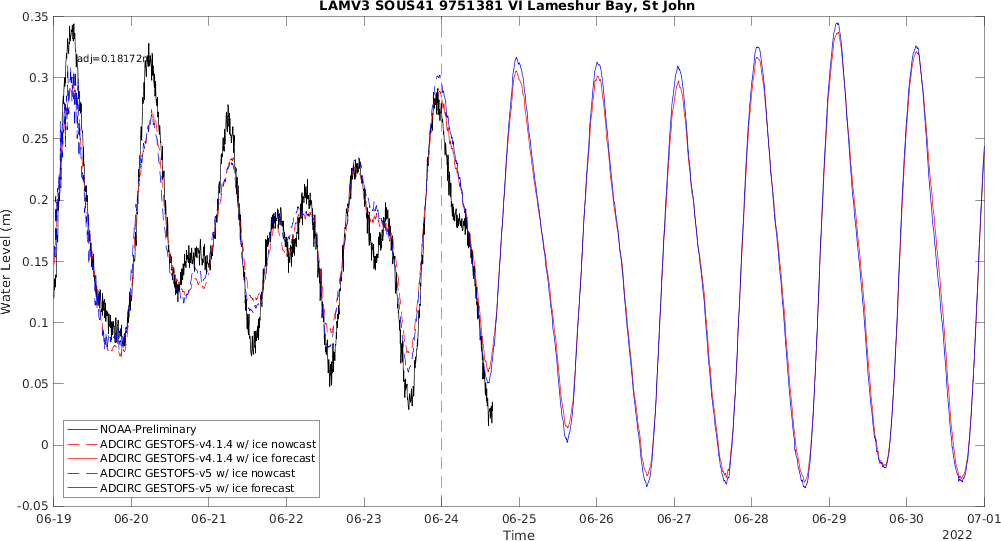 LAMV3 SOUS41 9751381 VI Lameshur Bay, St John
0.35
0.3
0.25
0.2
0.15
0.1
0.05
0
-0.05
Water Level (m)
adj=0.18172m
NOAA-Preliminary
ADCIRC GESTOFS-v4.1.4 w/ ice nowcast
ADCIRC GESTOFS-v4.1.4 w/ ice forecast
ADCIRC GESTOFS-v5 w/ ice nowcast
ADCIRC GESTOFS-v5 w/ ice forecast
06-19 06-20 06-21 06-22 06-23 06-24 06-25 06-26 06-27 06-28 06-29 06-30 07-01
Time
2022